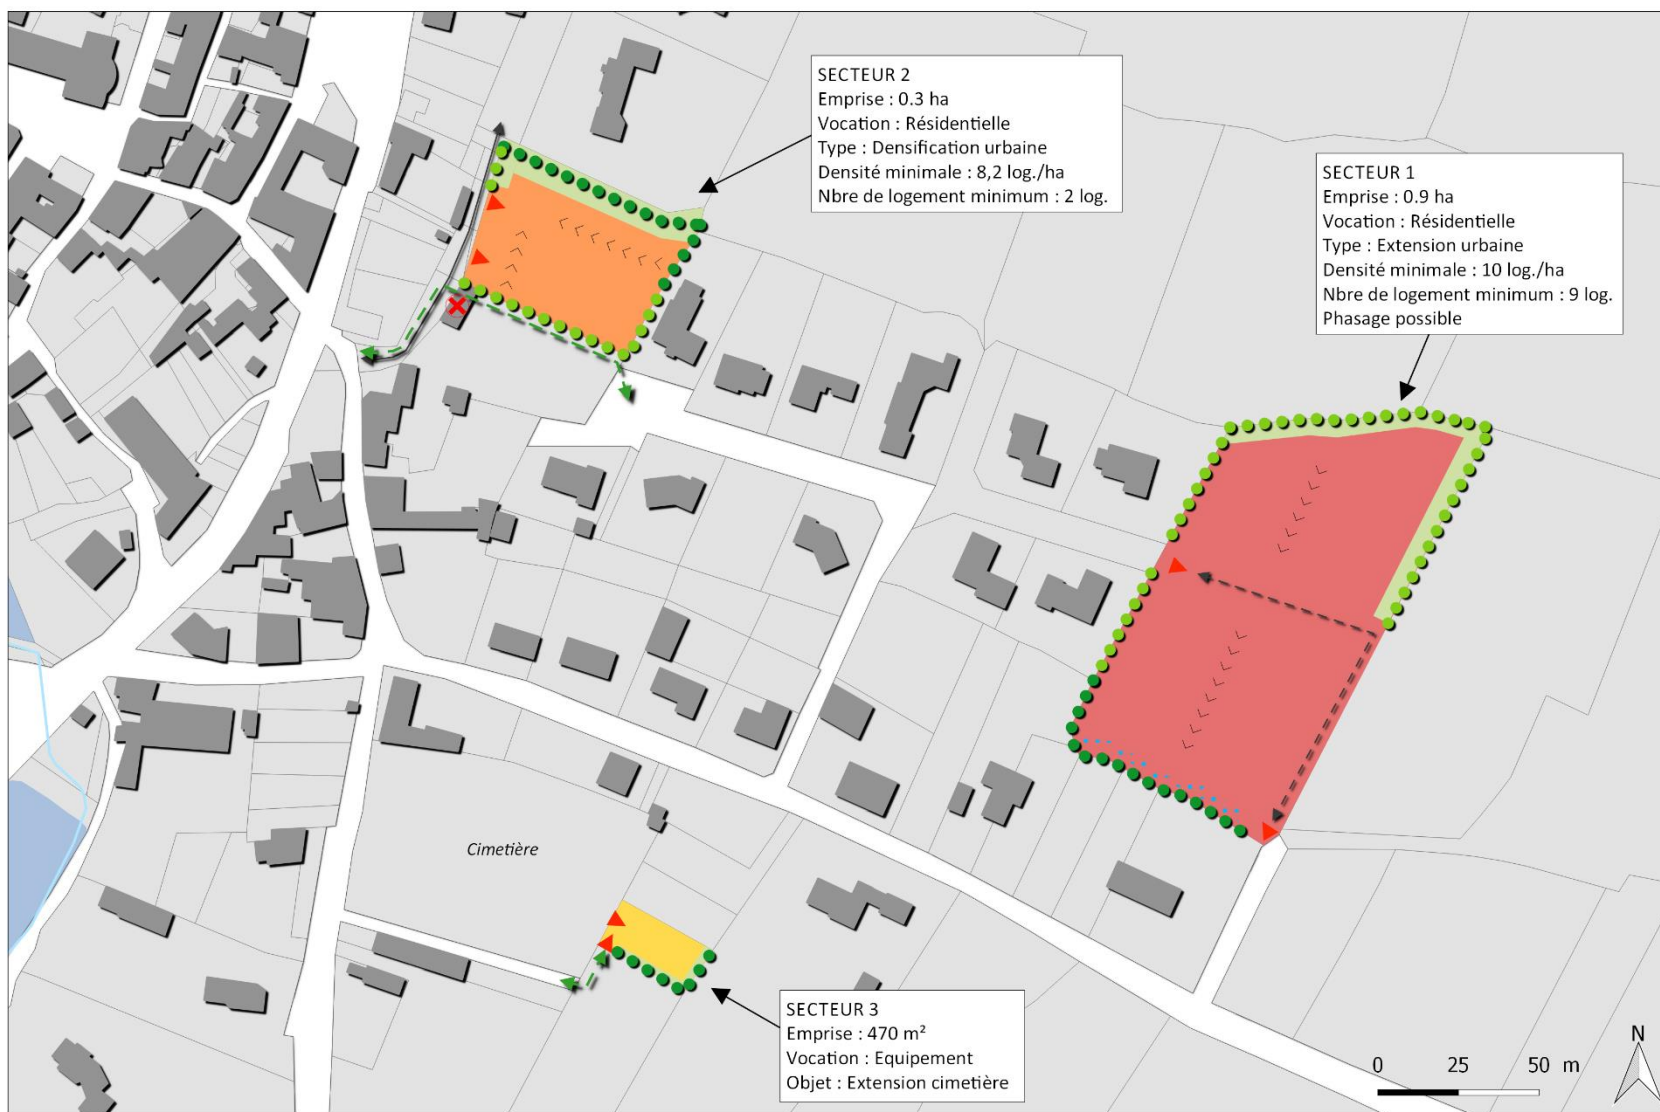 SECTEUR 2
Emprise : 0.3 ha
Vocation : Résidentielle
Type : Densification urbaine
Densité minimale : 8,2 log./ha
Nbre de logement minimum : 2 log.
SECTEUR 1
Emprise : 0.9 ha
Vocation : Résidentielle
Type : Extension urbaine
Densité minimale : 10 log./ha
Nbre de logement minimum : 9 log.
Phasage possible
Cimetière
SECTEUR 3
Emprise : 470 m²
Vocation : Equipement
Objet : Extension cimetière
0 25 50 m
N